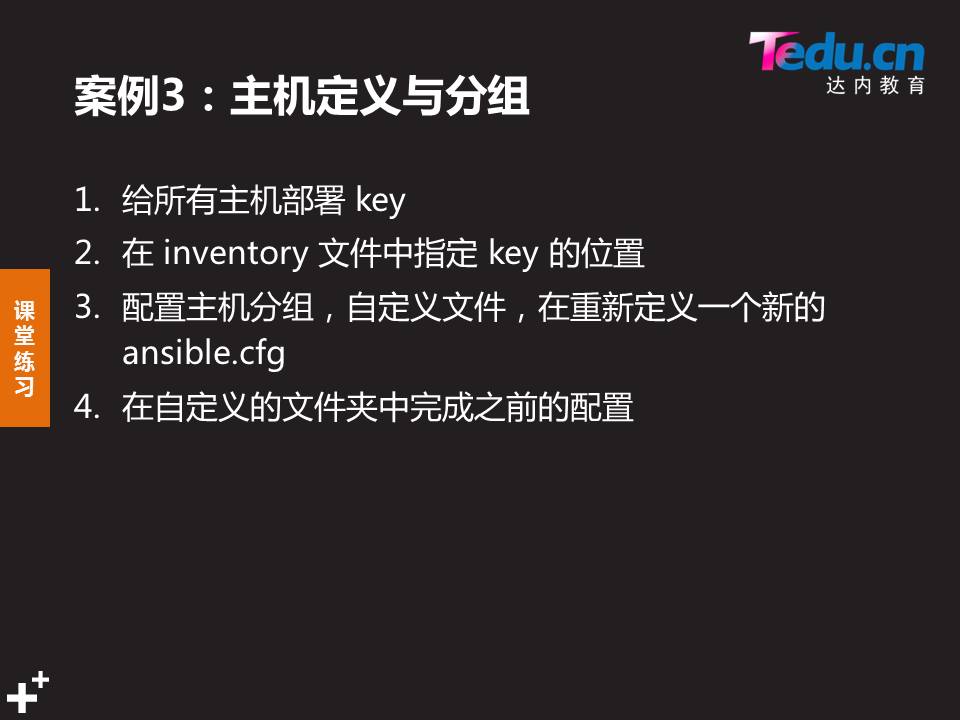 Tedu.cn
达内教育
案例3：主机定义与分组
1. 给所有主机部署 key
2. 在 inventory 文件中指定 key 的位置
3. 配置主机分组，自定义文件，在重新定义一个新的
ansible.cfg
4. 在自定义的文件夹中完成之前的配置
课
堂
练
习